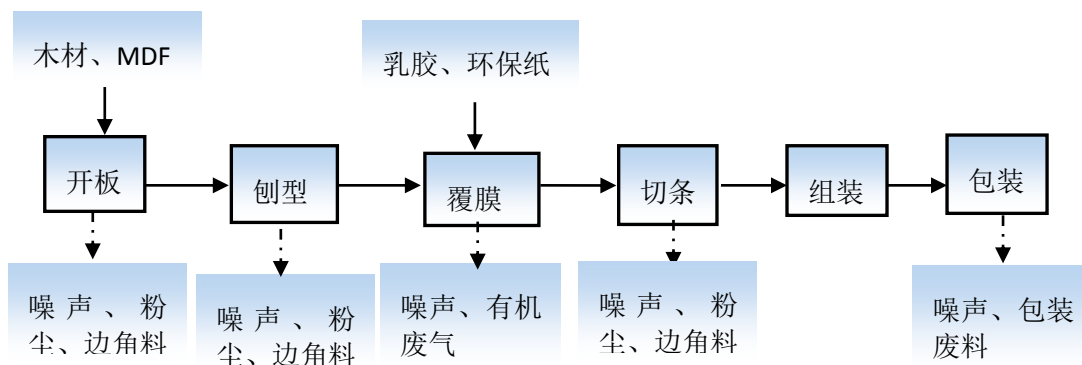 木材、MDF
乳胶、环保纸
开板
刨型
覆膜
切条
组装
包装
噪声、粉
尘、边角料
噪声、粉
尘、边角料
噪声、有机
废气
噪声、粉
尘、边角料
噪声、包装
废料